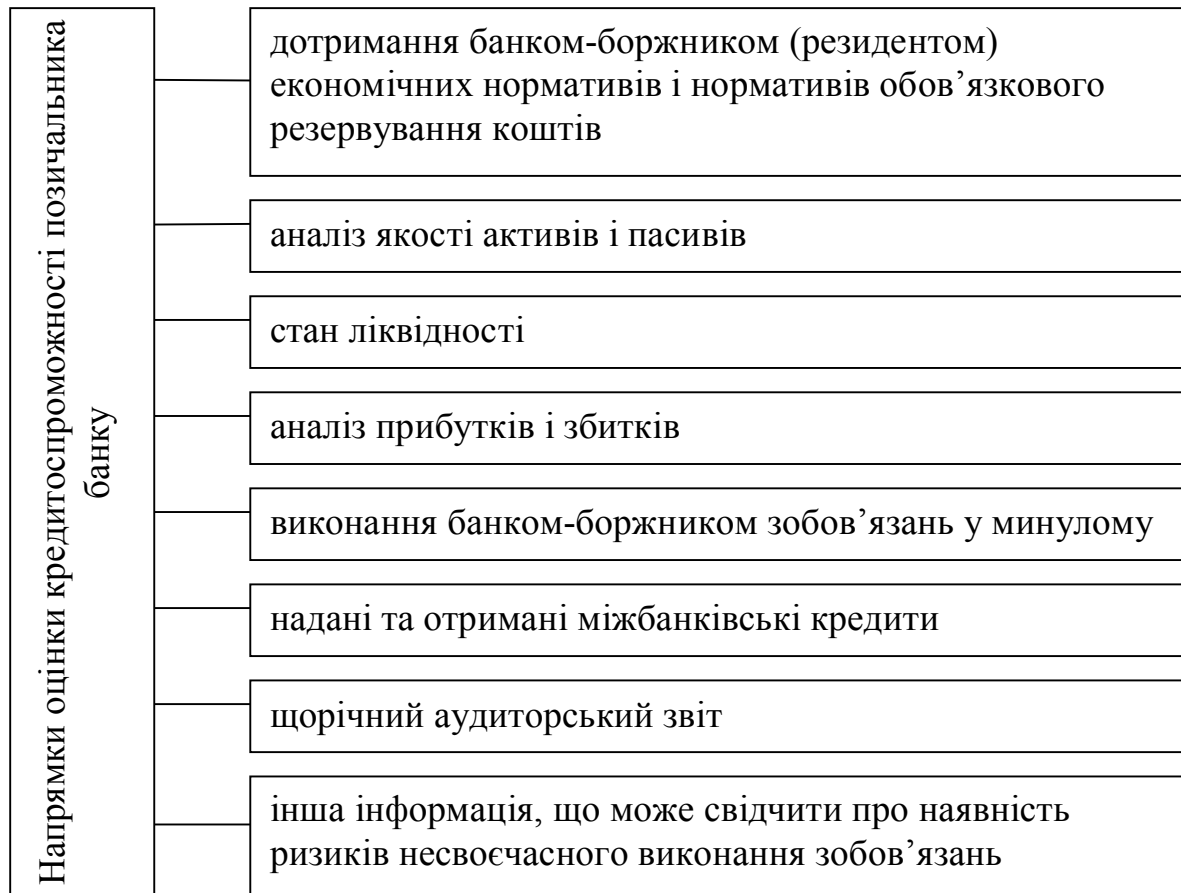 Напрямки оцінки кредитоспроможності позичальника
банку
дотримання банком-боржником (резидентом)
економічних нормативів і нормативів обов’язкового
резервування коштів
аналіз якості активів і пасивів
стан ліквідності
аналіз прибутків і збитків
виконання банком-боржником зобов’язань у минулому
надані та отримані міжбанківські кредити
щорічний аудиторський звіт
інша інформація, що може свідчити про наявність
ризиків несвоєчасного виконання зобов’язань